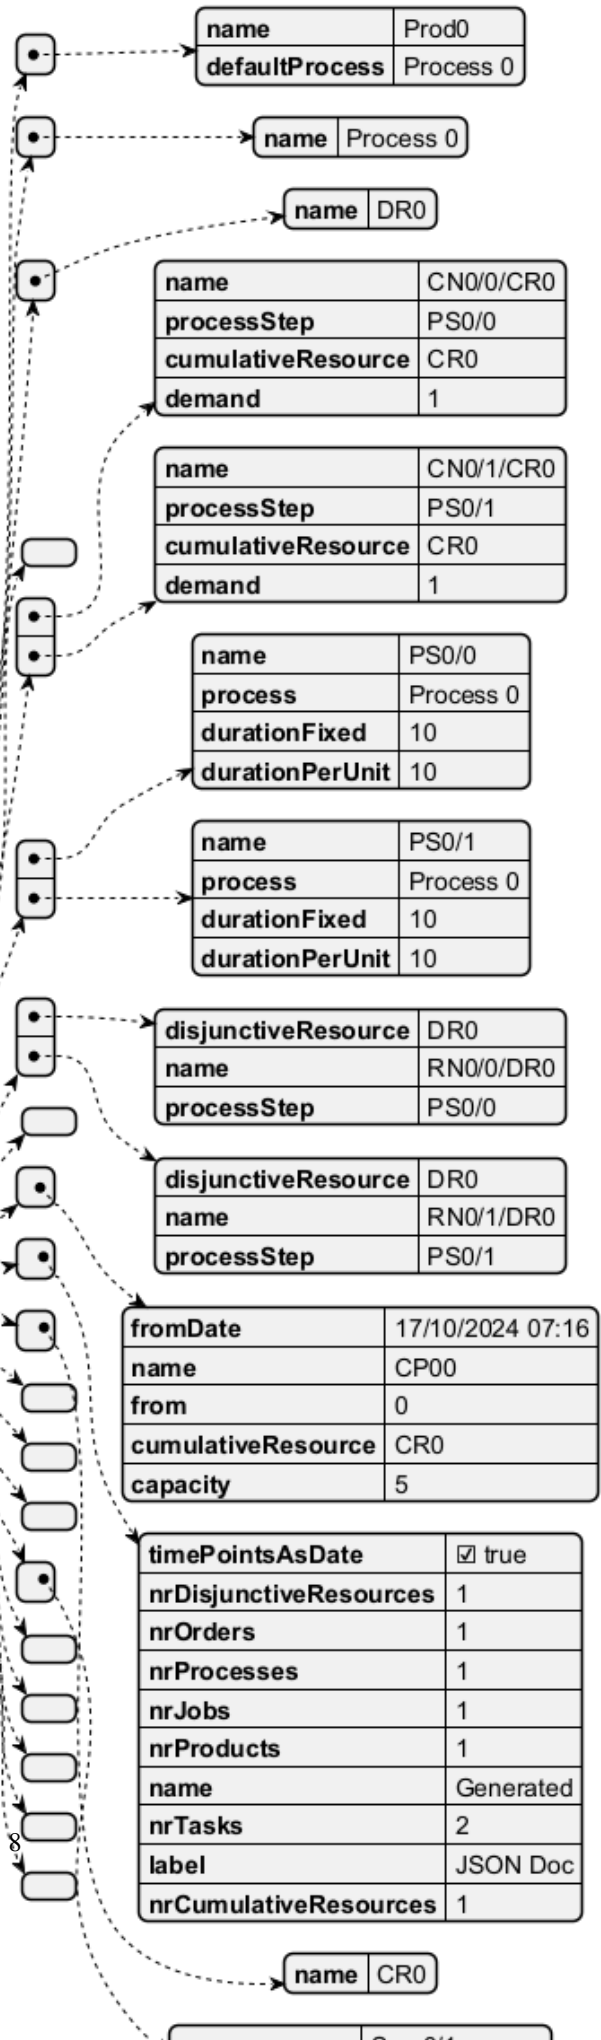 name Prod0
defaultProcess Process 0
name Process 0
name DR0
name CN0/0/CR0
processStep PS0/0
cumulativeResource CR0
demand 1
name CN0/1/CR0
processStep PS0/1
cumulativeResource CR0
demand 1
name PS0/0
process Process 0
durationFixed 10
durationPerUnit 10
name PS0/1
process Process 0
durationFixed 10
durationPerUnit 10
disjunctiveResource DR0
name RN0/0/DR0
processStep PS0/0
disjunctiveResource DR0
name RN0/1/DR0
processStep PS0/1
fromDate 17/10/2024 07:16
name CP00
from 0
cumulativeResource CR0
capacity 5
timePointsAsDate ☑ true
nrDisjunctiveResources 1
nrOrders 1
nrProcesses 1
nrJobs 1
nrProducts 1
name Generated
nrTasks 2
8
label JSON Doc
nrCumulativeResources 1
name CR0